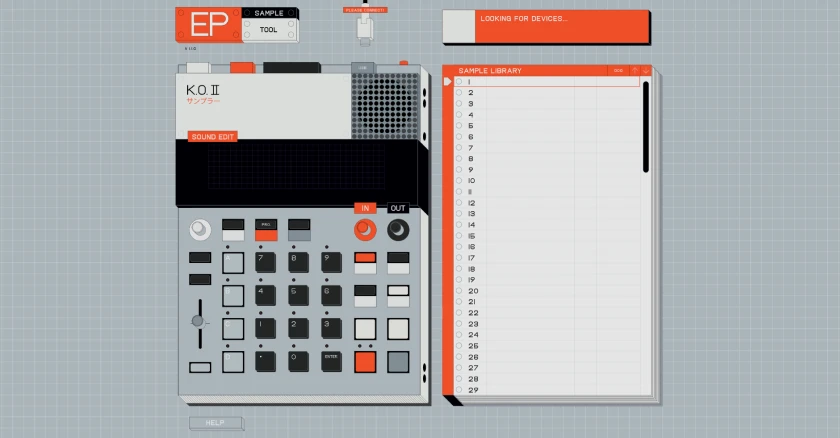 EP
SAMPLE
TOOL
PLEASE CONNECT!
LOOKING FOR DEVICES...
K.O. II
サンプラー
SOUND EDIT
SAMPLE LIBRARY
IN
OUT
A
7
8
9
B
4
5
6
C
1
2
3
D
.
0
ENTER
HELP
1
2
3
4
5
6
7
8
9
10
11
12
13
14
15
16
17
18
19
20
21
22
23
24
25
26
27
28
29